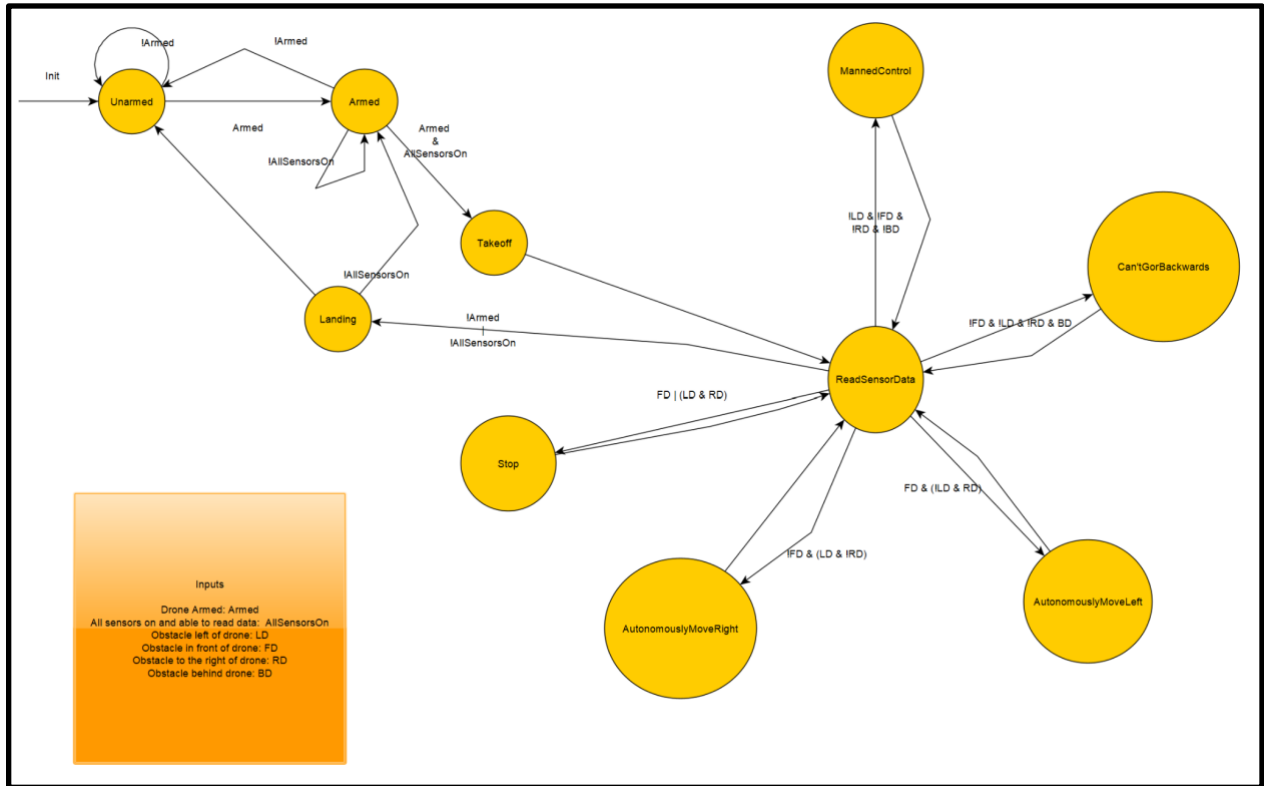 Init
!Armed
!Armed
Unarmed
Armed
Armed
!AllSensorsOn
Armed
&
AllSensorsOn
Takeoff
!AllSensorsOn
Landing
!Armed
|
!AllSensorsOn
MannedControl
!LD & !FD &
!RD & !BD
Can'tGorBackwards
!FD & !LD & !RD & BD
ReadSensorData
FD | (LD & RD)
Stop
FD & (!LD & RD)
!FD & (LD & !RD)
AutonomouslyMoveRight
AutonomouslyMoveLeft
Inputs
Drone Armed: Armed
All sensors on and able to read data: AllSensorsOn
Obstacle left of drone: LD
Obstacle in front of drone: FD
Obstacle to the right of drone: RD
Obstacle behind drone: BD